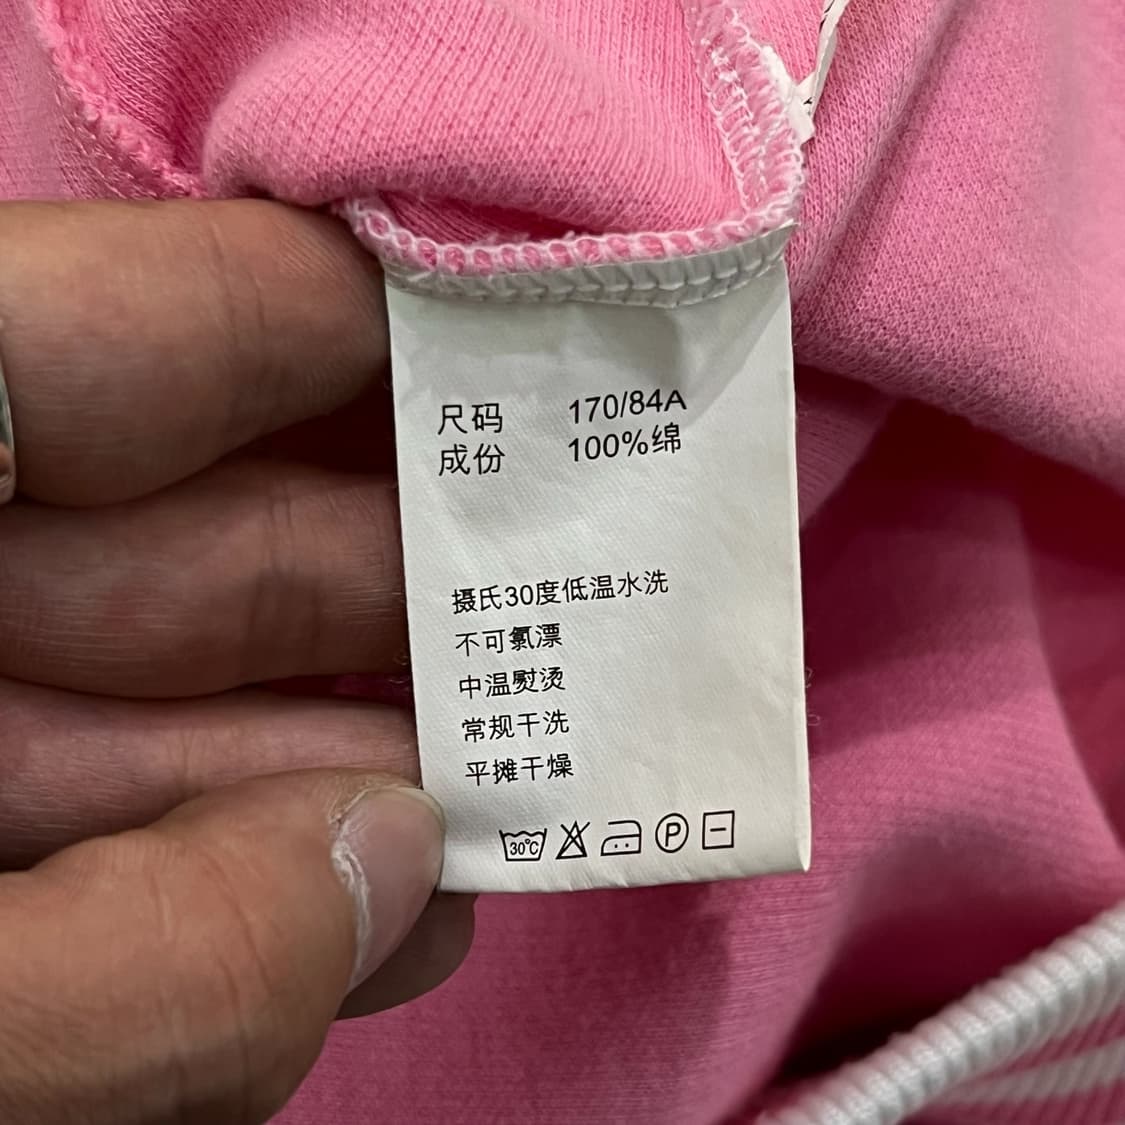 尺码 170/84A
成份 100%绵
摄氏30度低温水洗
不可氯漂
中温熨烫
常规干洗
平摊干燥
30℃ P